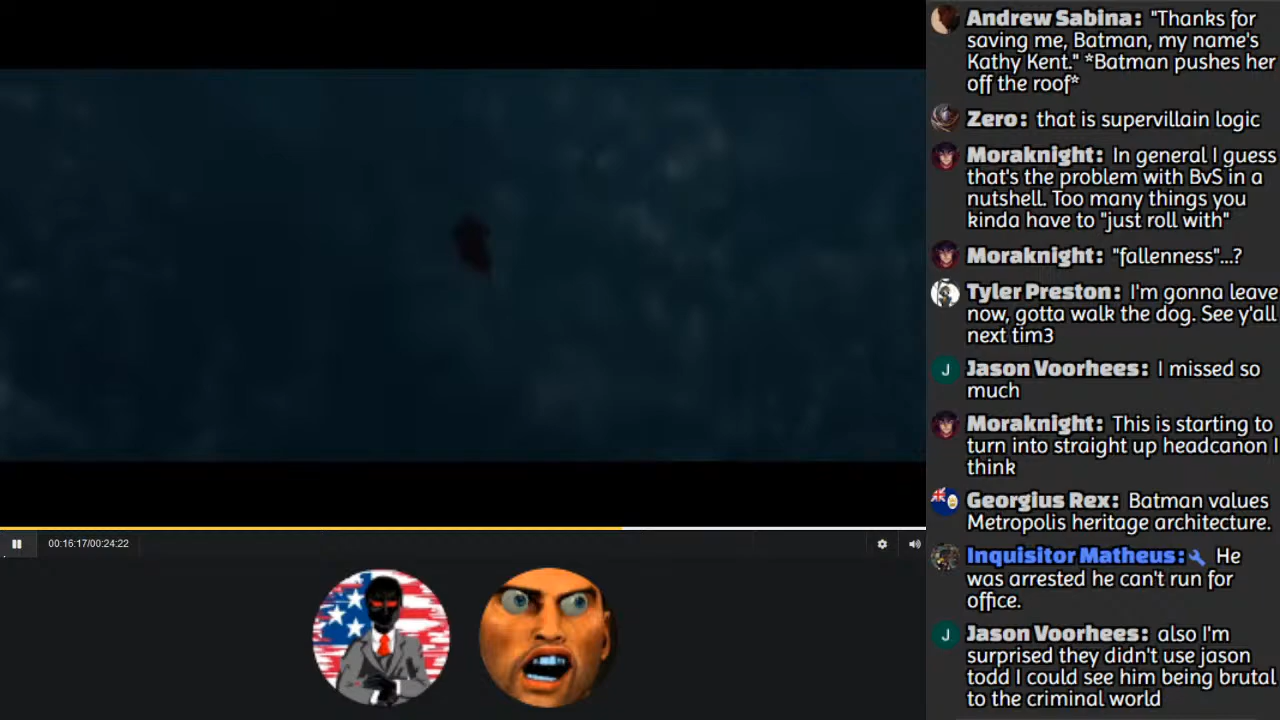 Andrew Sabina: "Thanks for
saving me, Batman, my name's
Kathy Kent." *Batman pushes her
off the roof*
Zero: that is supervillain logic
Moraknight: In general I guess
that's the problem with BvS in a
nutshell. Too many things you
kinda have to "just roll with"
Moraknight: "fallenness"...?
Tyler Preston: I'm gonna leave
now, gotta walk the dog. See y'all
next tim3
J Jason Voorhees: I missed so
much
Moraknight: This is starting to
turn into straight up headcanon I
think
Georgius Rex: Batman values
Metropolis heritage architecture.
Inquisitor Matheus: He
was arrested he can't run for
office.
J Jason Voorhees: also I'm
surprised they didn't use jason
todd I could see him being brutal
to the criminal world
00:16:17/00:24:22